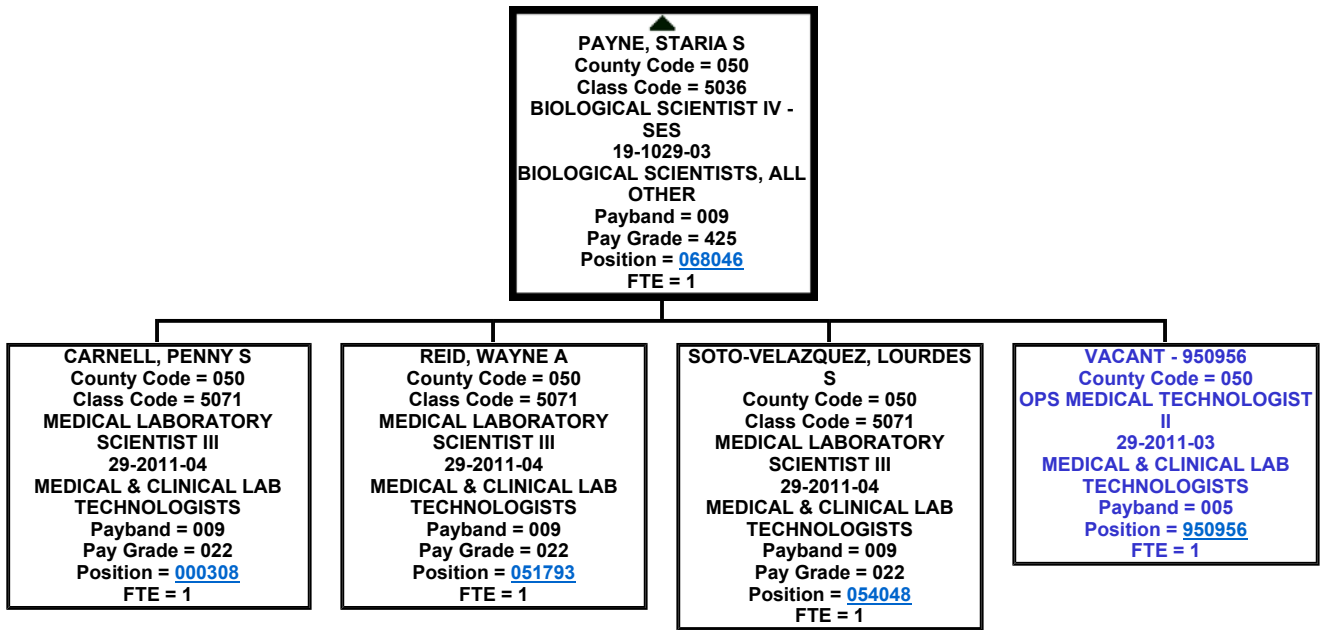 PAYNE, STARIA S
County Code = 050
Class Code = 5036
BIOLOGICAL SCIENTIST IV -
SES
19-1029-03
BIOLOGICAL SCIENTISTS, ALL
OTHER
Payband = 009
Pay Grade = 425
Position = 068046
FTE = 1
CARNELL, PENNY S
County Code = 050
Class Code = 5071
MEDICAL LABORATORY
SCIENTIST III
29-2011-04
MEDICAL & CLINICAL LAB
TECHNOLOGISTS
Payband = 009
Pay Grade = 022
Position = 000308
FTE = 1
REID, WAYNE A
County Code = 050
Class Code = 5071
MEDICAL LABORATORY
SCIENTIST III
29-2011-04
MEDICAL & CLINICAL LAB
TECHNOLOGISTS
Payband = 009
Pay Grade = 022
Position = 051793
FTE = 1
SOTO-VELAZQUEZ, LOURDES
S
County Code = 050
Class Code = 5071
MEDICAL LABORATORY
SCIENTIST III
29-2011-04
MEDICAL & CLINICAL LAB
TECHNOLOGISTS
Payband = 009
Pay Grade = 022
Position = 054048
FTE = 1
VACANT - 950956
County Code = 050
OPS MEDICAL TECHNOLOGIST
II
29-2011-03
MEDICAL & CLINICAL LAB
TECHNOLOGISTS
Payband = 005
Position = 950956
FTE = 1